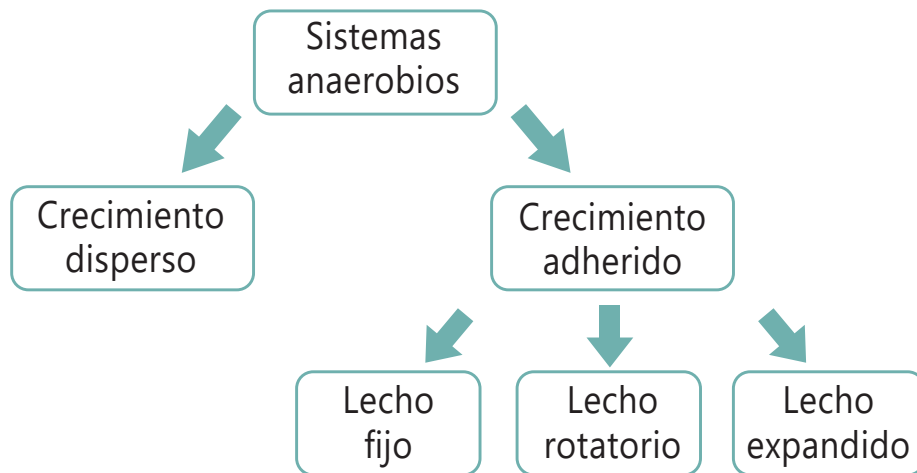 Sistemas
anaerobios
Crecimiento
disperso
Crecimiento
adherido
Lecho
fijo
Lecho
rotatorio
Lecho
expandido